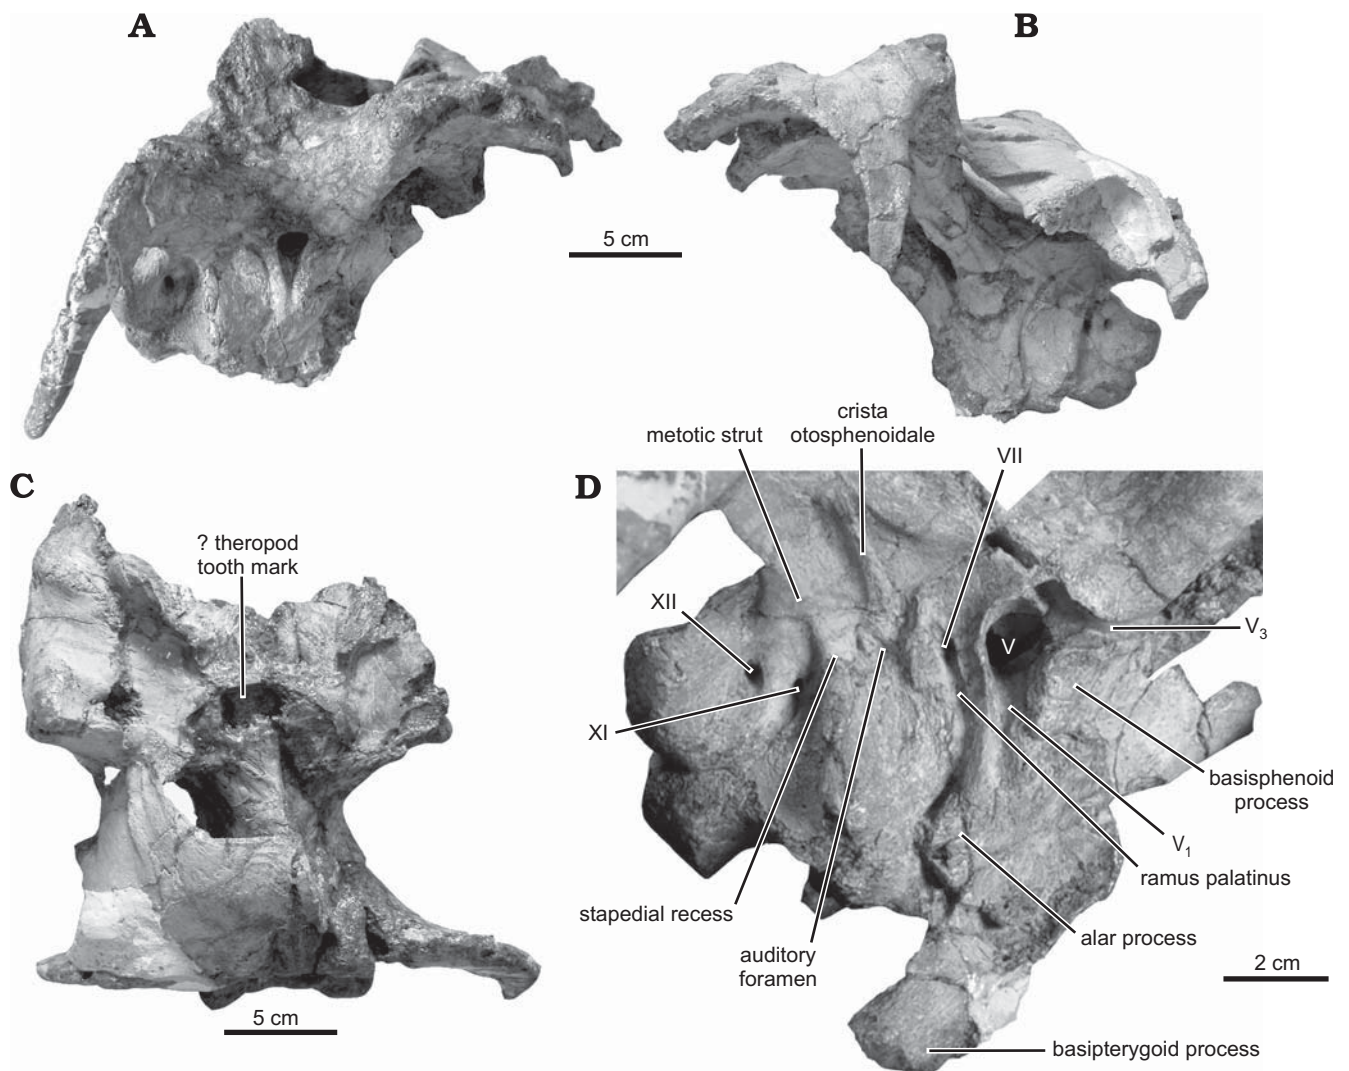 A
B
5 cm
crista
otosphenoidale
metotic strut
VII
C
D
? theropod
tooth mark
XII
V
V3
XI
basisphenoid
process
V1
ramus palatinus
stapedial recess
alar process
auditory
foramen
2 cm
5 cm
basipterygoid process